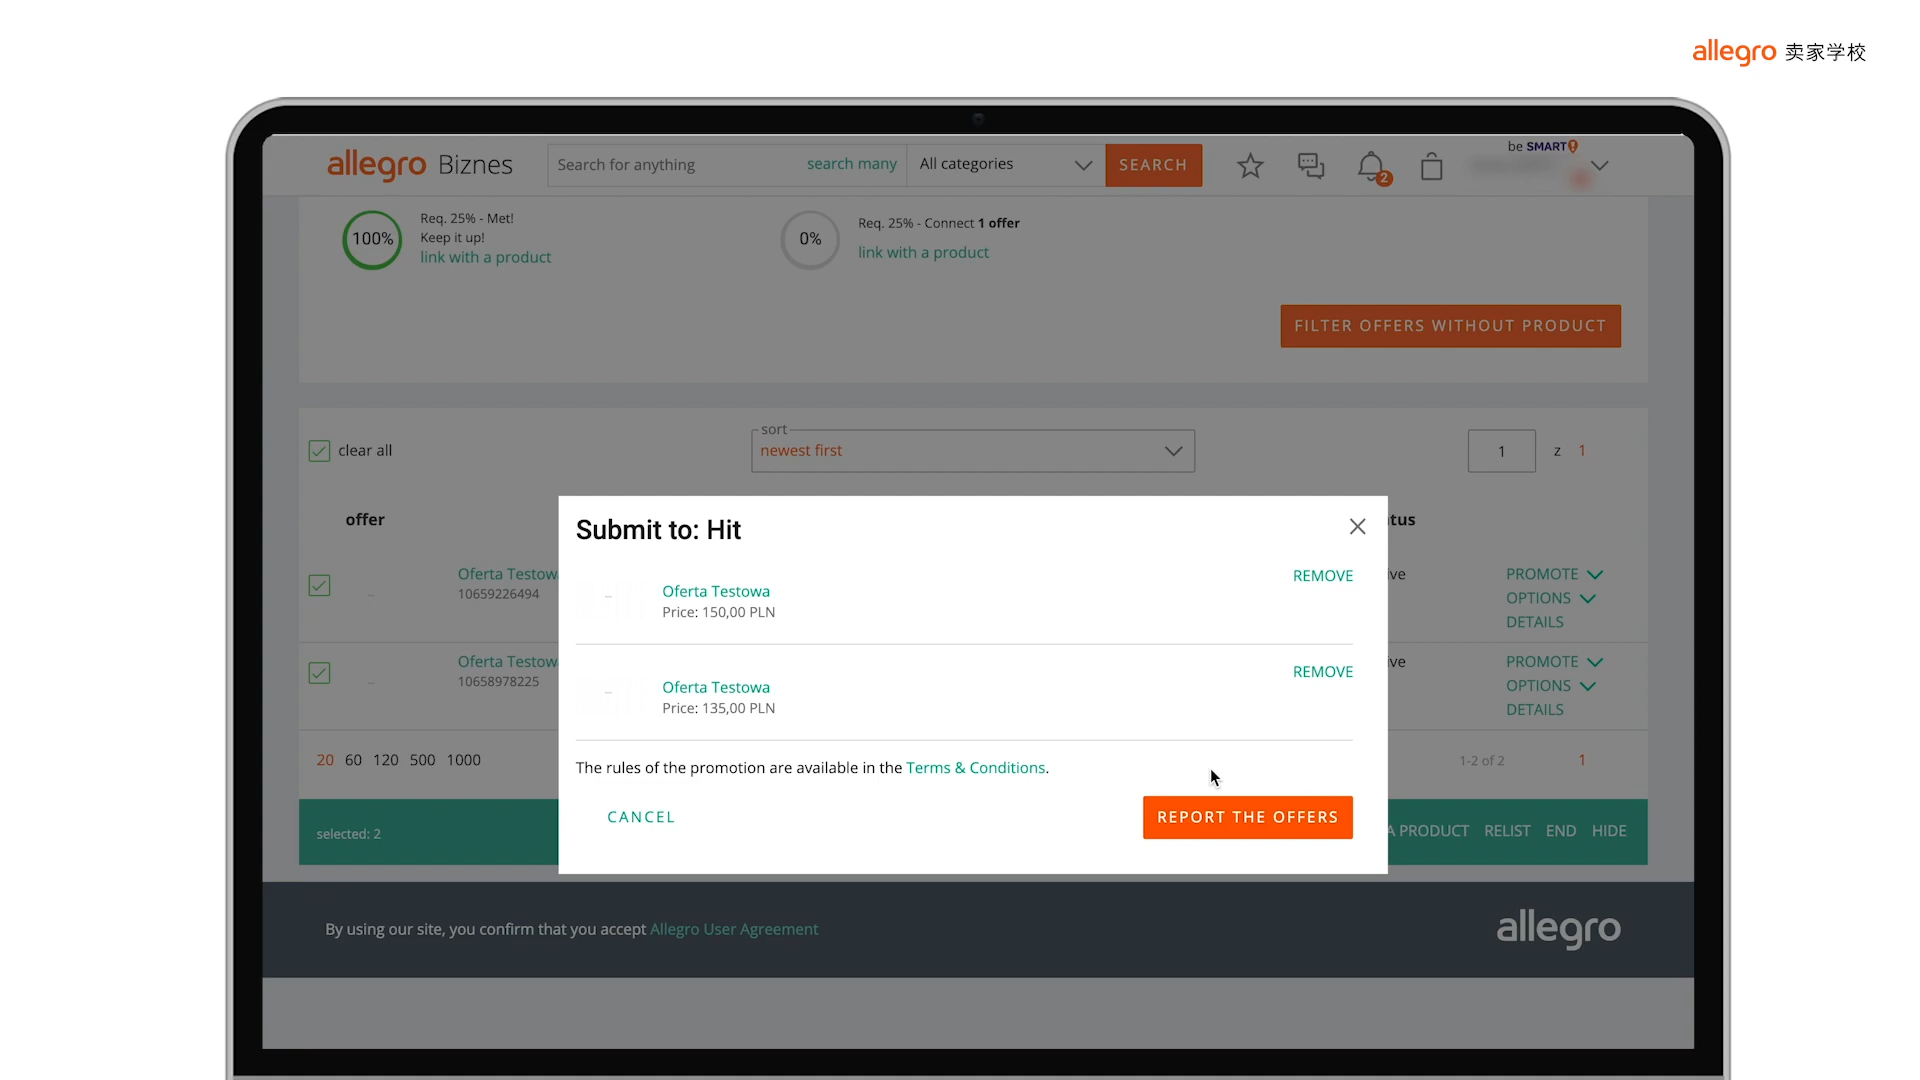 allegro 卖家学校
be SMART!
allegro Biznes
Search for anything
search many
All categories
SEARCH
2
100%
Req. 25% - Met!
Keep it up!
link with a product
0%
Req. 25% - Connect 1 offer
link with a product
FILTER OFFERS WITHOUT PRODUCT
clear all
sort
newest first
1 z 1
offer
tus
Submit to: Hit
Oferta Testowa
Price: 150,00 PLN
REMOVE
Oferta Testowa
Price: 135,00 PLN
REMOVE
The rules of the promotion are available in the Terms & Conditions.
CANCEL
REPORT THE OFFERS
Oferta Testow
10659226494
ive
PROMOTE
OPTIONS
DETAILS
Oferta Testow
10658978225
ive
PROMOTE
OPTIONS
DETAILS
20 60 120 500 1000
1-2 of 2
1
selected: 2
A PRODUCT RELIST END HIDE
By using our site, you confirm that you accept Allegro User Agreement
allegro